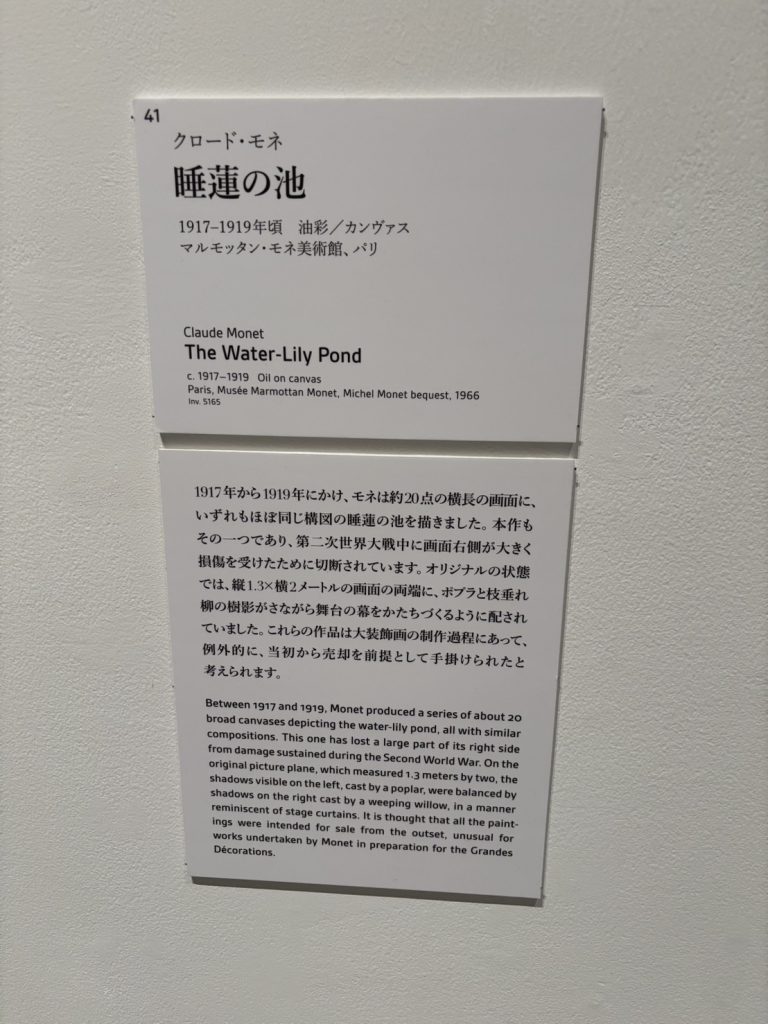 41
クロード・モネ
睡蓮の池
1917–1919年頃　油彩／カンヴァス
マルモッタン・モネ美術館、パリ
Claude Monet
The Water-Lily Pond
c. 1917–1919 Oil on canvas
Paris, Musée Marmottan Monet, Michel Monet bequest, 1966
Inv. 5165
1917年から1919年にかけ、モネは約20点の横長の画面に、
いずれもほぼ同じ構図の睡蓮の池を描きました。本作も
その一つであり、第二次世界大戦中に画面右側が大きく
損傷を受けたために切断されています。オリジナルの状態
では、縦1.3×横2メートルの画面の両端に、ポプラと枝垂れ
柳の樹影がさながら舞台の幕をかたちづくるように配され
ていました。これらの作品は大装飾画の制作過程にあって、
例外的に、当初から売却を前提として手掛けられたと
考えられます。
Between 1917 and 1919, Monet produced a series of about 20
broad canvases depicting the water-lily pond, all with similar
compositions. This one has lost a large part of its right side
from damage sustained during the Second World War. On the
original picture plane, which measured 1.3 meters by two, the
shadows visible on the left, cast by a poplar, were balanced by
shadows on the right cast by a weeping willow, in a manner
reminiscent of stage curtains. It is thought that all the paint-
ings were intended for sale from the outset, unusual for
works undertaken by Monet in preparation for the Grandes
Décorations.